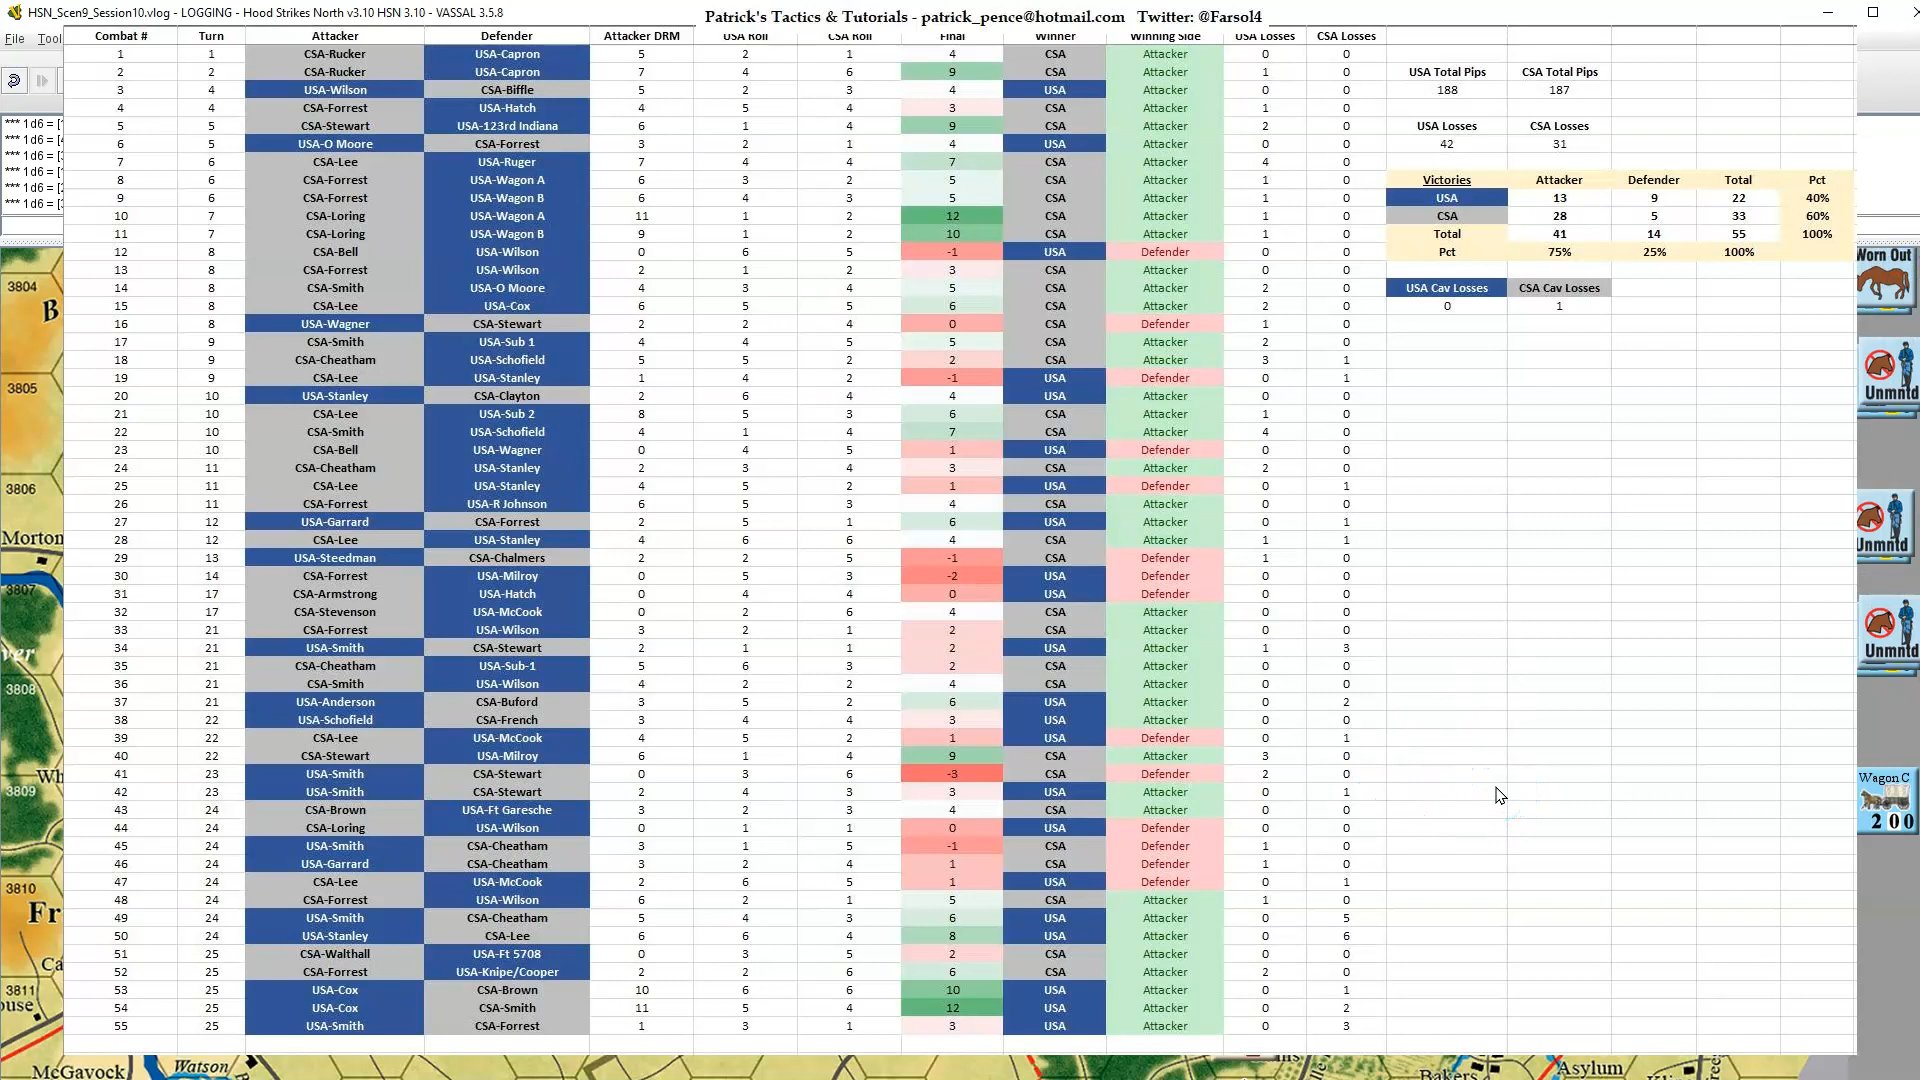 HSN_Scen9_Session10.vlog - LOGGING - Hood Strikes North v3.10 HSN 3.10 - VASSAL 3.5.8
Patrick's Tactics & Tutorials - patrick_pence@hotmail.com Twitter: @Farsol4
File Tool
Combat # Turn Attacker Defender Attacker DRM USA Roll CSA Roll Final Winner Winning Side USA Losses CSA Losses
1 1 CSA-Rucker USA-Capron 5 2 1 4 CSA Attacker 0 0
2 2 CSA-Rucker USA-Capron 7 4 6 9 CSA Attacker 1 0 USA Total Pips CSA Total Pips
3 4 USA-Wilson CSA-Biffle 5 2 3 4 USA Attacker 0 0 188 187
4 4 CSA-Forrest USA-Hatch 4 5 4 3 CSA Attacker 1 0
5 5 CSA-Stewart USA-123rd Indiana 6 1 4 9 CSA Attacker 2 0 USA Losses CSA Losses
6 5 USA-O Moore CSA-Forrest 3 2 1 4 USA Attacker 0 0 42 31
7 6 CSA-Lee USA-Ruger 7 4 4 7 CSA Attacker 4 0
8 6 CSA-Forrest USA-Wagon A 6 3 2 5 CSA Attacker 1 0 Victories Attacker Defender Total Pct
9 6 CSA-Forrest USA-Wagon B 6 4 3 5 CSA Attacker 1 0 USA 13 9 22 40%
10 7 CSA-Loring USA-Wagon A 11 1 2 12 CSA Attacker 1 0 CSA 28 5 33 60%
11 7 CSA-Loring USA-Wagon B 9 1 2 10 CSA Attacker 1 0 Total 41 14 55 100%
12 8 CSA-Bell USA-Wilson 0 6 5 -1 USA Defender 0 0 Pct 75% 25% 100%
13 8 CSA-Forrest USA-Wilson 2 1 2 3 CSA Attacker 0 0
14 8 CSA-Smith USA-O Moore 4 3 4 5 CSA Attacker 2 0 USA Cav Losses CSA Cav Losses
15 8 CSA-Lee USA-Cox 6 5 5 6 CSA Attacker 2 0 0 1
16 8 USA-Wagner CSA-Stewart 2 2 4 0 CSA Defender 1 0
17 9 CSA-Smith USA-Sub 1 4 4 5 5 CSA Attacker 2 0
18 9 CSA-Cheatham USA-Schofield 5 5 2 2 CSA Attacker 3 1
19 9 CSA-Lee USA-Stanley 1 4 2 -1 USA Defender 0 1
20 10 USA-Stanley CSA-Clayton 2 6 4 4 USA Attacker 0 0
21 10 CSA-Lee USA-Sub 2 8 5 3 6 CSA Attacker 1 0
22 10 CSA-Smith USA-Schofield 4 1 4 7 CSA Attacker 4 0
23 10 CSA-Bell USA-Wagner 0 4 5 1 USA Defender 0 0
24 11 CSA-Cheatham USA-Stanley 2 3 4 3 CSA Attacker 2 0
25 11 CSA-Lee USA-Stanley 4 5 2 1 USA Defender 0 1
26 11 CSA-Forrest USA-R Johnson 6 5 3 4 CSA Attacker 0 0
27 12 USA-Garrard CSA-Forrest 2 5 1 6 USA Attacker 0 1
28 12 CSA-Lee USA-Stanley 4 6 6 4 CSA Attacker 1 1
29 13 USA-Steedman CSA-Chalmers 2 2 5 -1 CSA Defender 1 0
30 14 CSA-Forrest USA-Milroy 0 5 3 -2 USA Defender 0 0
31 17 CSA-Armstrong USA-Hatch 0 4 4 0 USA Defender 0 0
32 17 CSA-Stevenson USA-McCook 0 2 6 4 CSA Attacker 0 0
33 21 CSA-Forrest USA-Wilson 3 2 1 2 CSA Attacker 0 0
34 21 USA-Smith CSA-Stewart 2 1 1 2 USA Attacker 1 3
35 21 CSA-Cheatham USA-Sub-1 5 6 3 2 CSA Attacker 0 0
36 21 CSA-Smith USA-Wilson 4 2 2 4 CSA Attacker 0 0
37 21 USA-Anderson CSA-Buford 3 5 2 6 USA Attacker 0 2
38 22 USA-Schofield CSA-French 3 4 4 3 USA Attacker 0 0
39 22 CSA-Lee USA-McCook 4 5 2 1 USA Defender 0 1
40 22 CSA-Stewart USA-Milroy 6 1 4 9 CSA Attacker 3 0
41 23 USA-Smith CSA-Stewart 0 3 6 -3 CSA Defender 2 0
42 23 USA-Smith CSA-Stewart 2 4 3 3 USA Attacker 0 1
43 24 CSA-Brown USA-Ft Garesche 3 2 3 4 CSA Attacker 0 0
44 24 CSA-Loring USA-Wilson 0 1 1 0 USA Defender 0 0
45 24 USA-Smith CSA-Cheatham 3 1 5 -1 CSA Defender 1 0
46 24 USA-Garrard CSA-Cheatham 3 2 4 1 CSA Defender 1 0
47 24 CSA-Lee USA-McCook 2 6 5 1 USA Defender 0 1
48 24 CSA-Forrest USA-Wilson 6 2 1 5 CSA Attacker 1 0
49 24 USA-Smith CSA-Cheatham 5 4 3 6 USA Attacker 0 5
50 24 USA-Stanley CSA-Lee 6 6 4 8 USA Attacker 0 6
51 25 CSA-Walthall USA-Ft 5708 0 3 5 2 CSA Attacker 0 0
52 25 CSA-Forrest USA-Knipe/Cooper 2 2 6 6 CSA Attacker 2 0
53 25 USA-Cox CSA-Brown 10 6 6 10 USA Attacker 0 1
54 25 USA-Cox CSA-Smith 11 5 4 12 USA Attacker 0 2
55 25 USA-Smith CSA-Forrest 1 3 1 3 USA Attacker 0 3
*** 1d6 = [
*** 1d6 = [
*** 1d6 = [
*** 1d6 = [
*** 1d6 = [
*** 1d6 = [
3804
B
3805
3806
Morton
3807
ver
3808
Wh
3809
3810
Fr
Ca
3811
ouse
McGavock
Watson
Bakers
Asylum
Worn Out
Unmntd
Unmntd
Unmntd
Wagon C
200